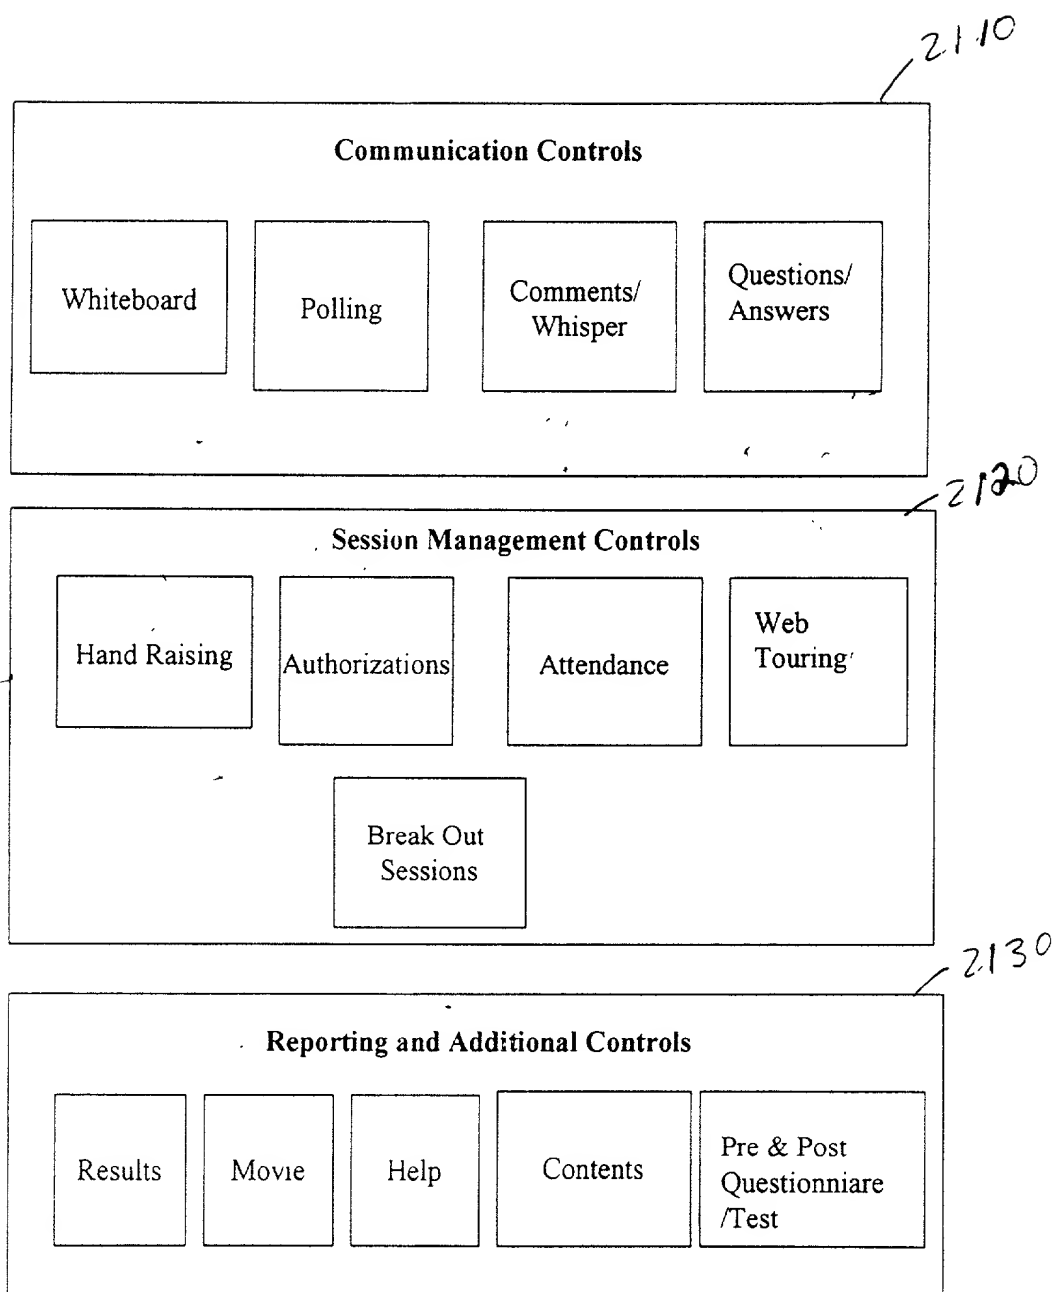 2110
Communication Controls
Whiteboard
Polling
Comments/
Whisper
Questions/
Answers
2120
Session Management Controls
Hand Raising
Authorizations
Attendance
Web
Touring
Break Out
Sessions
2130
Reporting and Additional Controls
Results
Movie
Help
Contents
Pre & Post
Questionniare
/Test